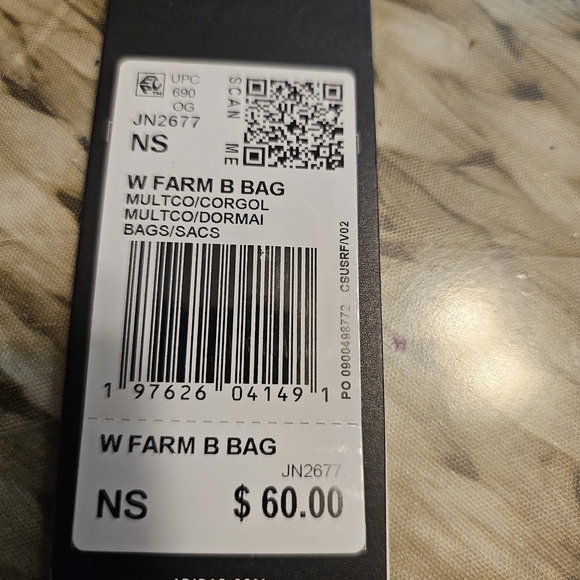 UPC
690
OG
JN2677
NS
SCAN ME
W FARM B BAG
MULTCO/CORGOL
MULTCO/DORMAI
BAGS/SACS
PO 0900498772 CSUSRF/V02
1 97626 04149 1
W FARM B BAG
JN2677
NS $ 60.00